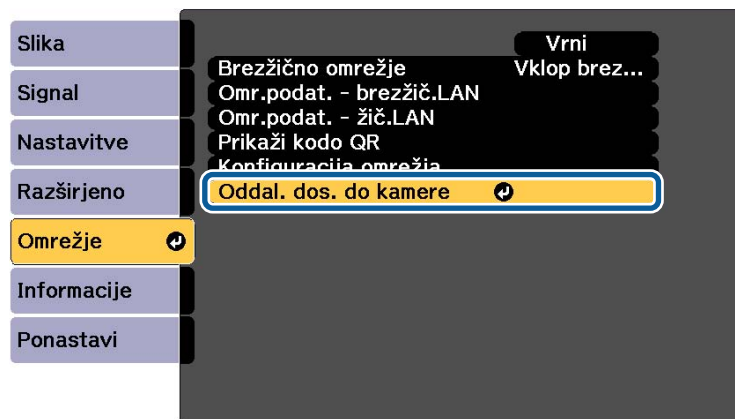 Slika
Signal
Nastavitve
Razširjeno
Omrežje
Informacije
Ponastavi
Vrni
Brezžično omrežje Vklop brez...
Omr.podat. - brezžič.LAN
Omr.podat. - žič.LAN
Prikaži kodo QR
Konfiguracija omrežja
Oddal. dos. do kamere